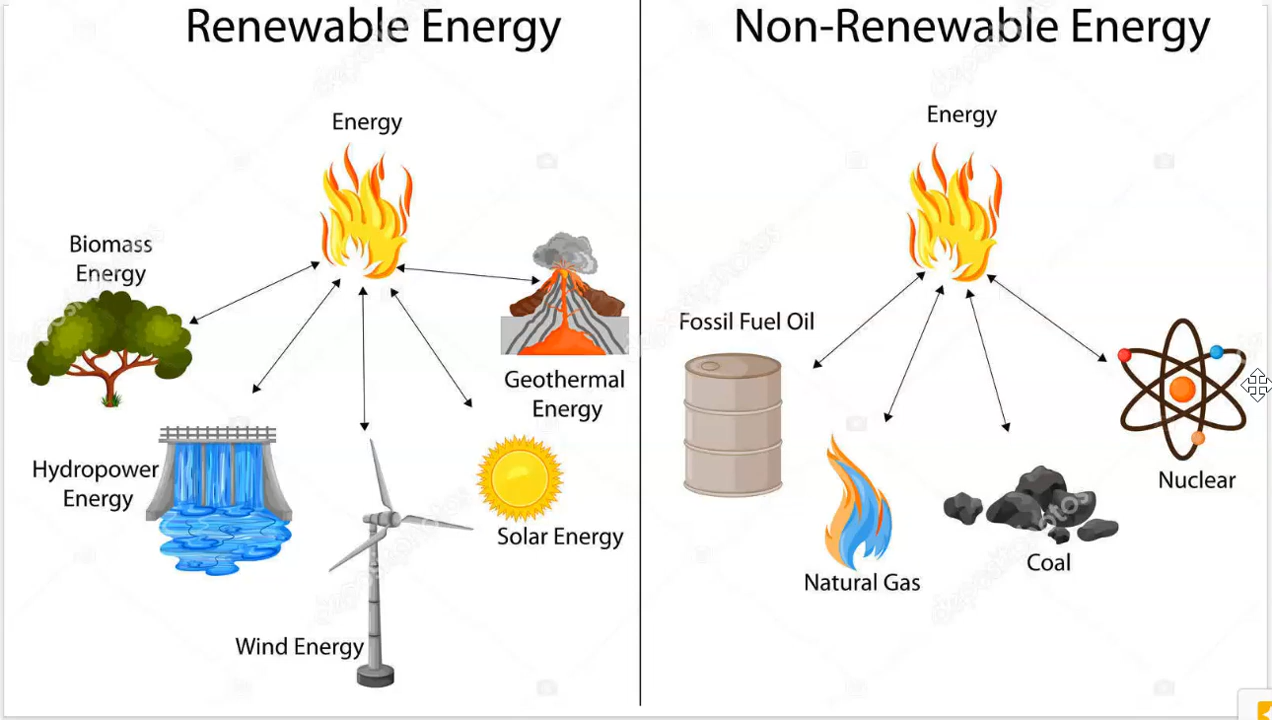 Renewable Energy
Energy
Biomass
Energy
Geothermal
Energy
Hydropower
Energy
Solar Energy
Wind Energy
Non-Renewable Energy
Energy
Fossil Fuel Oil
Nuclear
Natural Gas
Coal
depositphotos